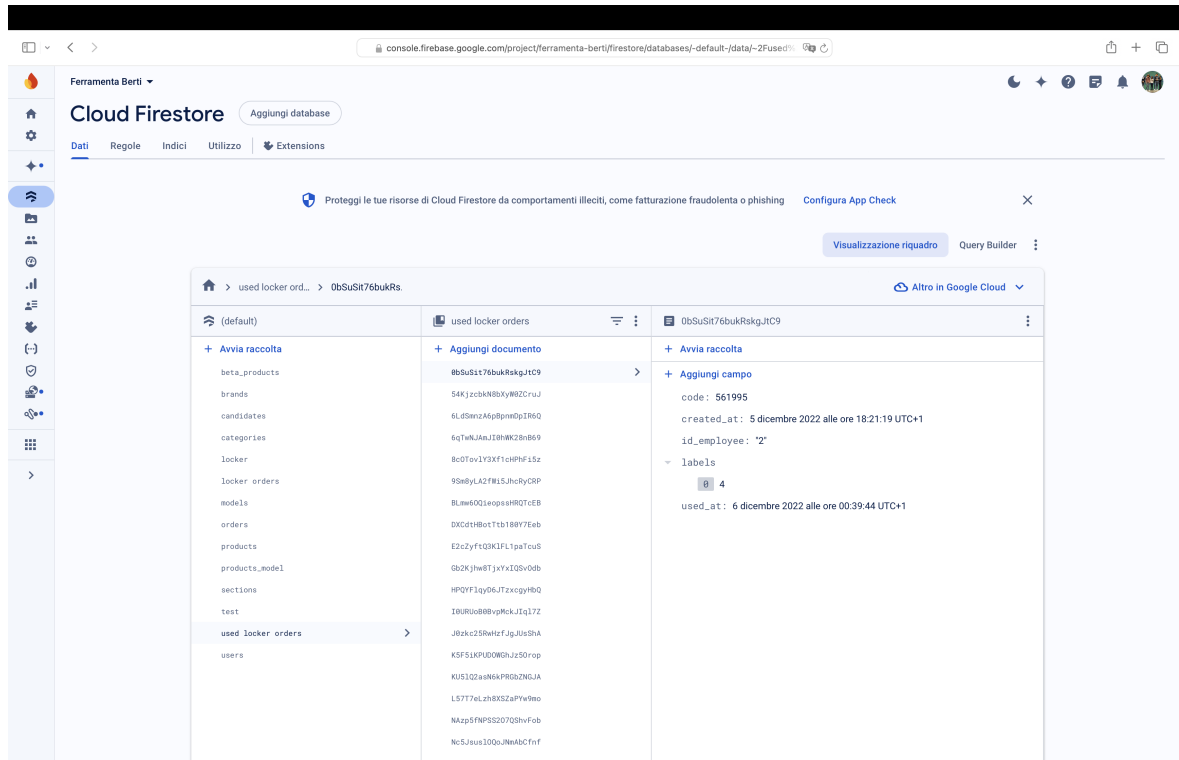 console.firebase.google.com/project/ferramenta-berti/firestore/databases/-default-/data/~2Fused%
Ferramenta Berti
Cloud Firestore
Aggiungi database
Dati Regole Indici Utilizzo Extensions
Proteggi le tue risorse di Cloud Firestore da comportamenti illeciti, come fatturazione fraudolenta o phishing Configura App Check
Visualizzazione riquadro Query Builder
used locker ord... > 0bSuSit76bukRs.
Altro in Google Cloud
(default)
+ Avvia raccolta
beta_products
brands
candidates
categories
locker
locker orders
models
orders
products
products_model
sections
test
used locker orders
users
used locker orders
+ Aggiungi documento
0bSuSit76bukRskgJtC9
54KjzcbkN8bXyW0ZCruJ
6LdSmnzA6pBpnmDpIR6Q
6qTwNJAmJI0hWK28nB69
8cOTovlY3Xf1cHPhFi5z
9Sm8yLA2fWi5JhcRyCRP
BLmw6OQieopssHRQTcEB
DXCdtHBotTtb180Y7Eeb
E2cZyftQ3KlFL1paTcuS
Gb2Kjhw8TjxYxIQSvOdb
HPQYFlqyD6JTzxcgyHbQ
I0URUoB0BvpMckJIql7Z
J0zkc25RwHzfJgJUsShA
K5F5iKPUDOWGhJz5Orop
KUSlQ2asN6kPRGbZNGJA
L57T7eLzh8XSZaPYw9mo
NAzp5fNPSS2O7QShvFob
Nc5JsuslOQoJNmAbCfnf
0bSuSit76bukRskgJtC9
+ Avvia raccolta
+ Aggiungi campo
code: 561995
created_at: 5 dicembre 2022 alle ore 18:21:19 UTC+1
id_employee: "2"
labels
0 4
used_at: 6 dicembre 2022 alle ore 00:39:44 UTC+1